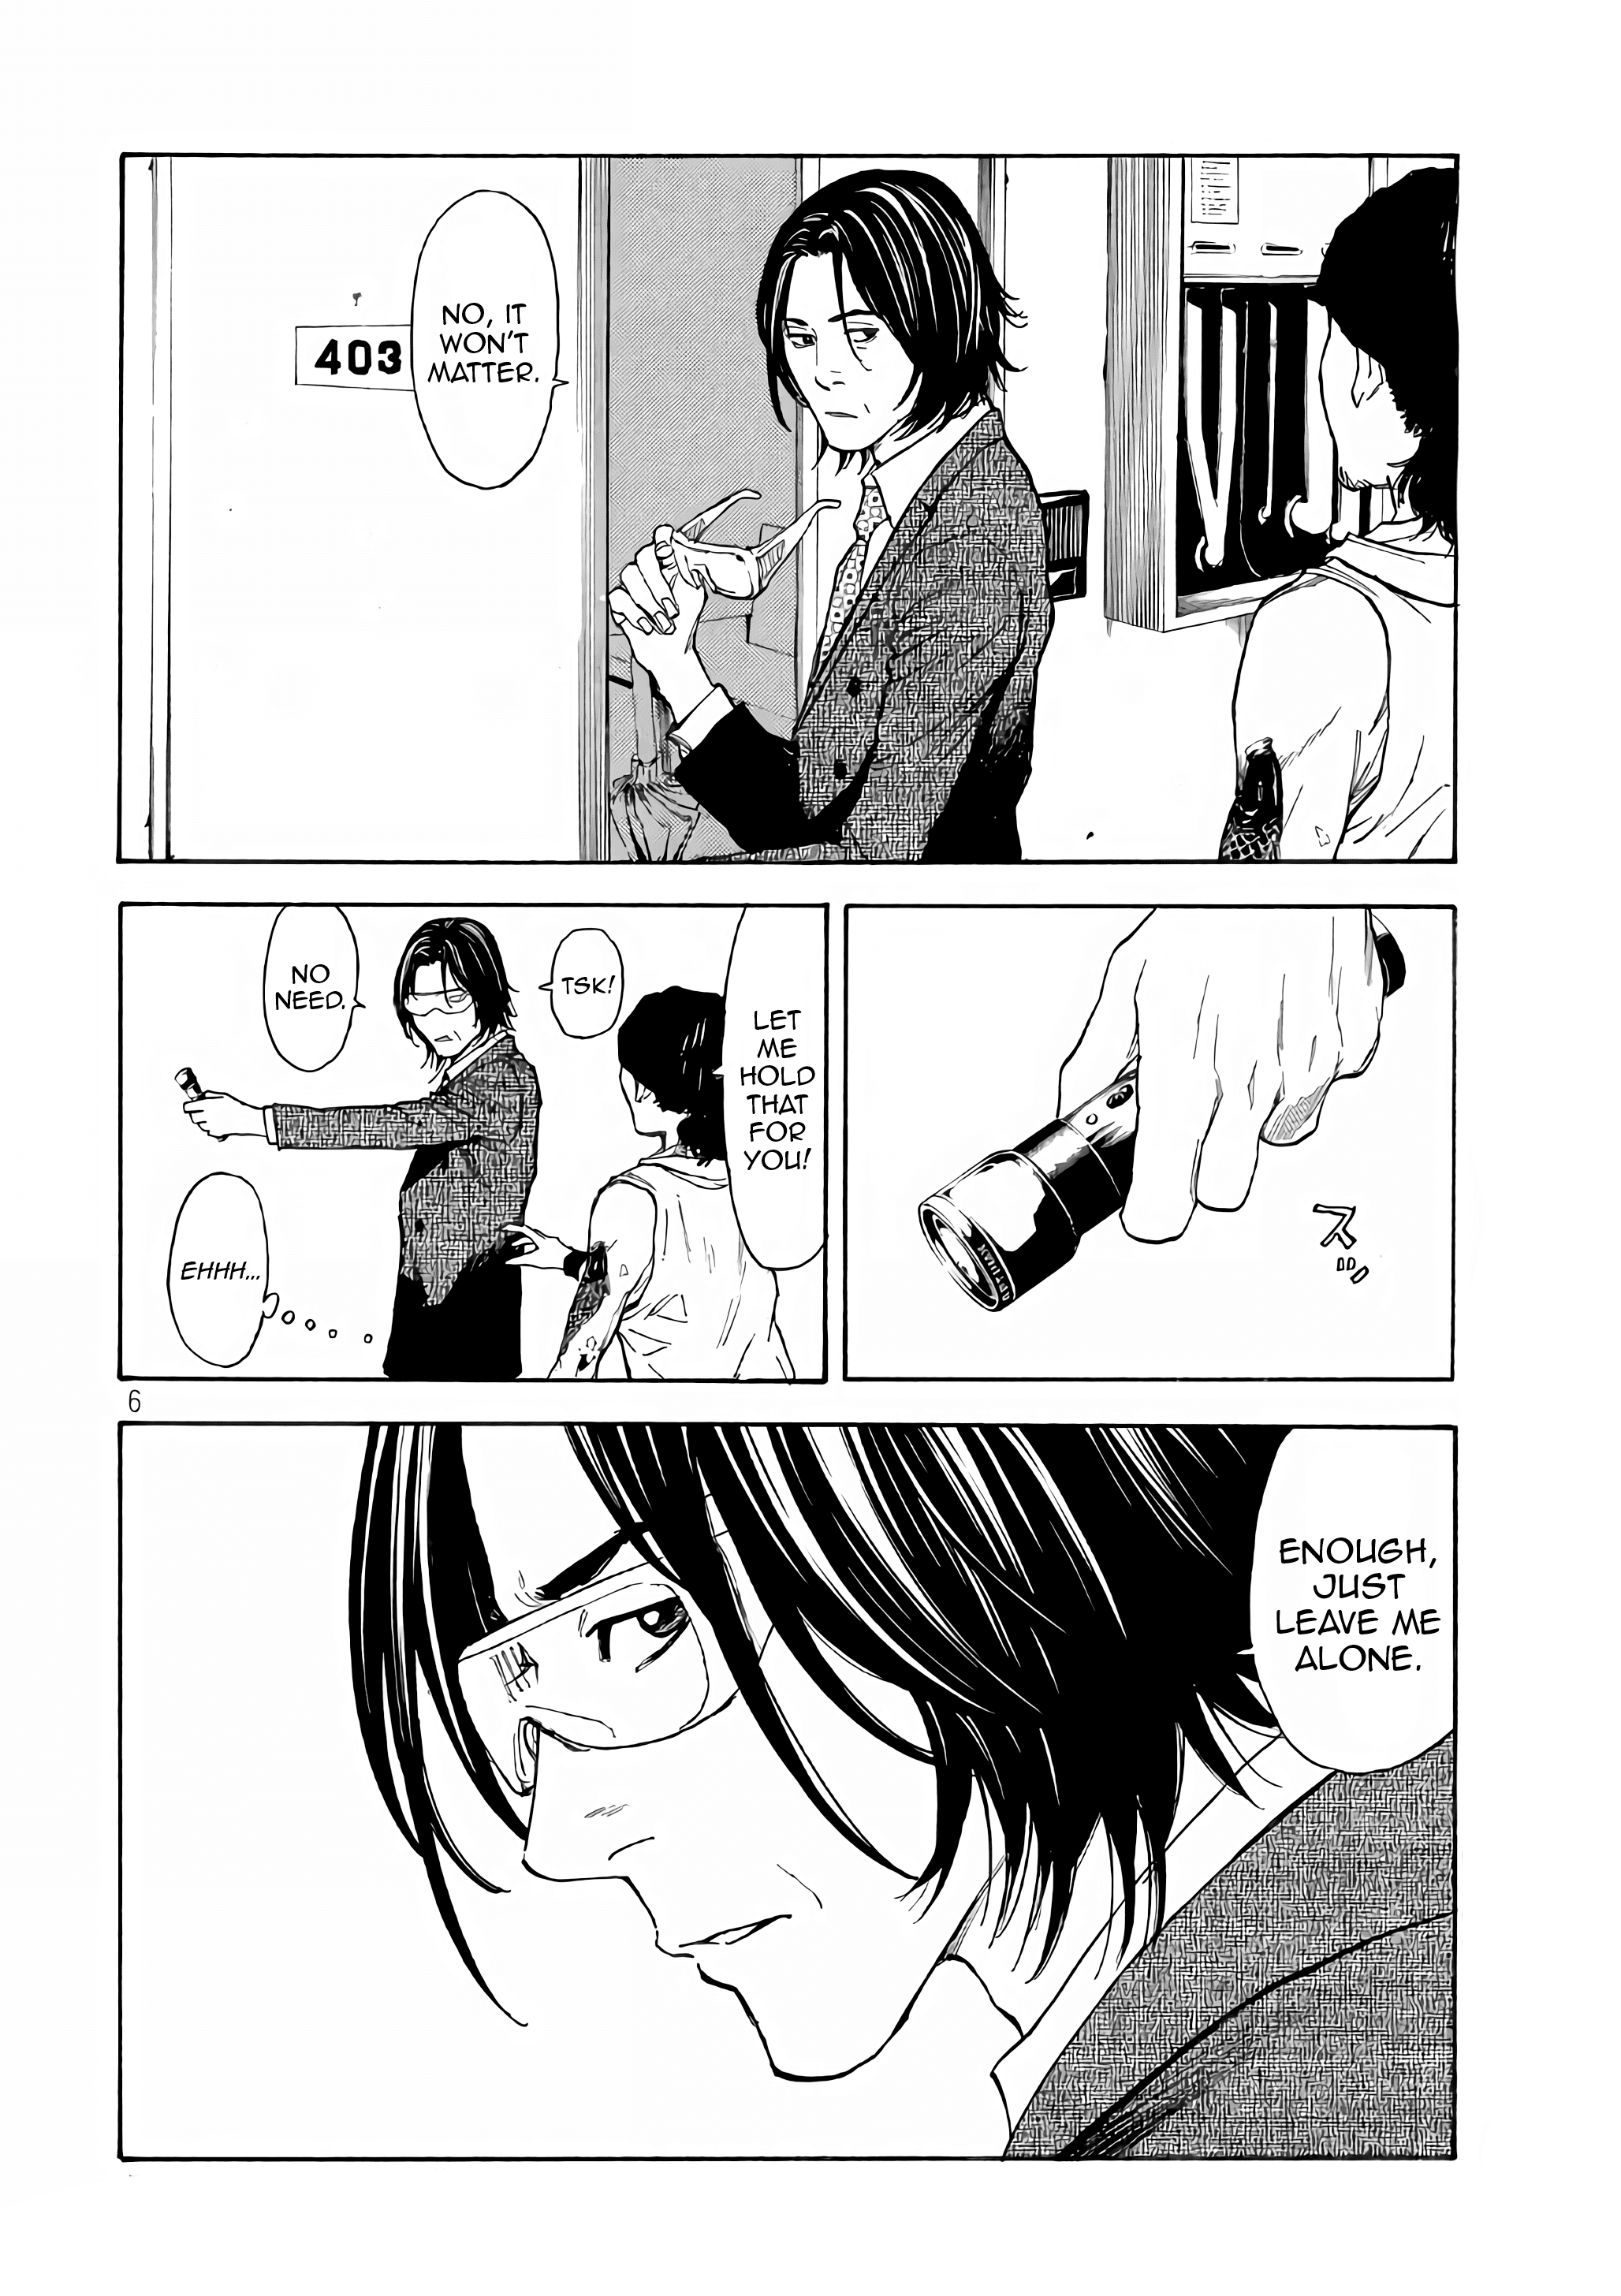 NO, IT
WON'T
MATTER.
403
ズ
LET
ME
HOLD
THAT
FOR
YOU!
TSK!
NO
NEED.
EHHH...
6
ENOUGH,
JUST
LEAVE ME
ALONE.